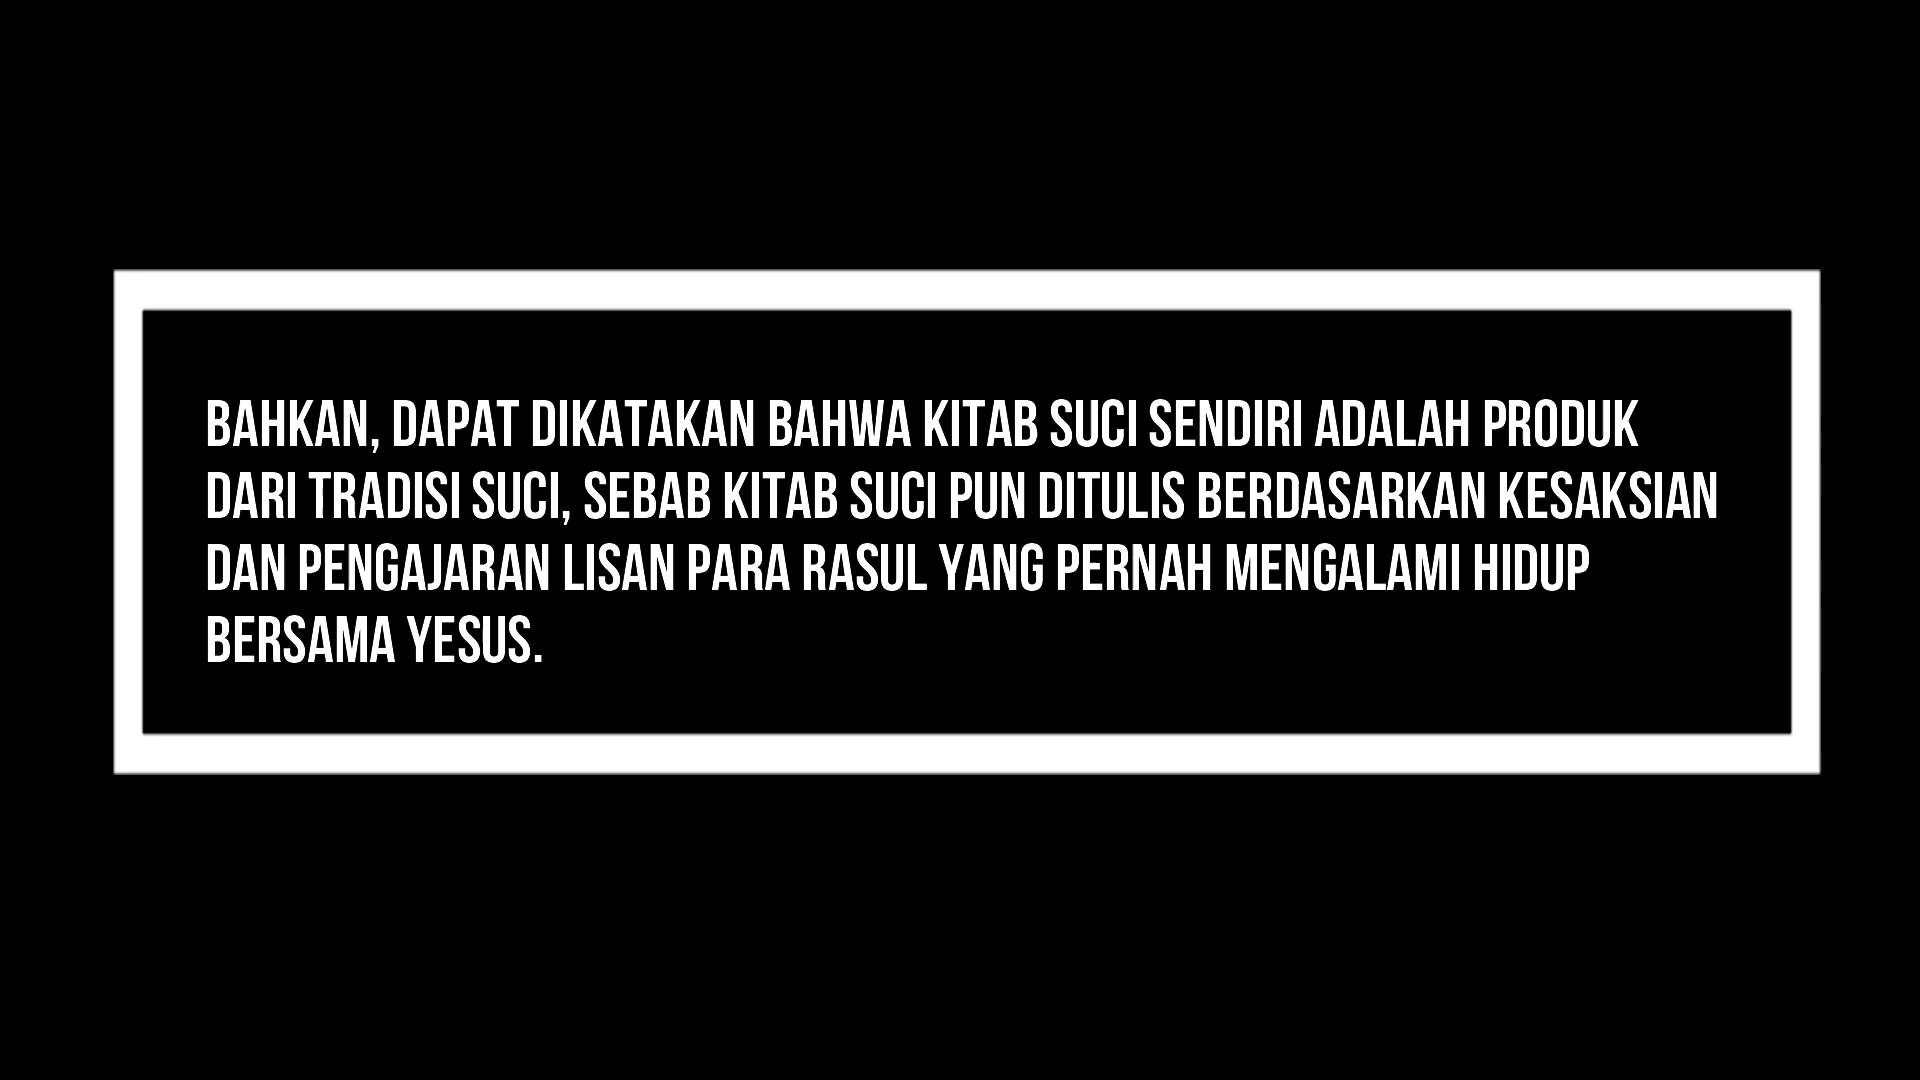 BAHKAN, DAPAT DIKATAKAN BAHWA KITAB SUCI SENDIRI ADALAH PRODUK
DARI TRADISI SUCI, SEBAB KITAB SUCI PUN DITULIS BERDASARKAN KESAKSIAN
DAN PENGAJARAN LISAN PARA RASUL YANG PERNAH MENGALAMI HIDUP
BERSAMA YESUS.